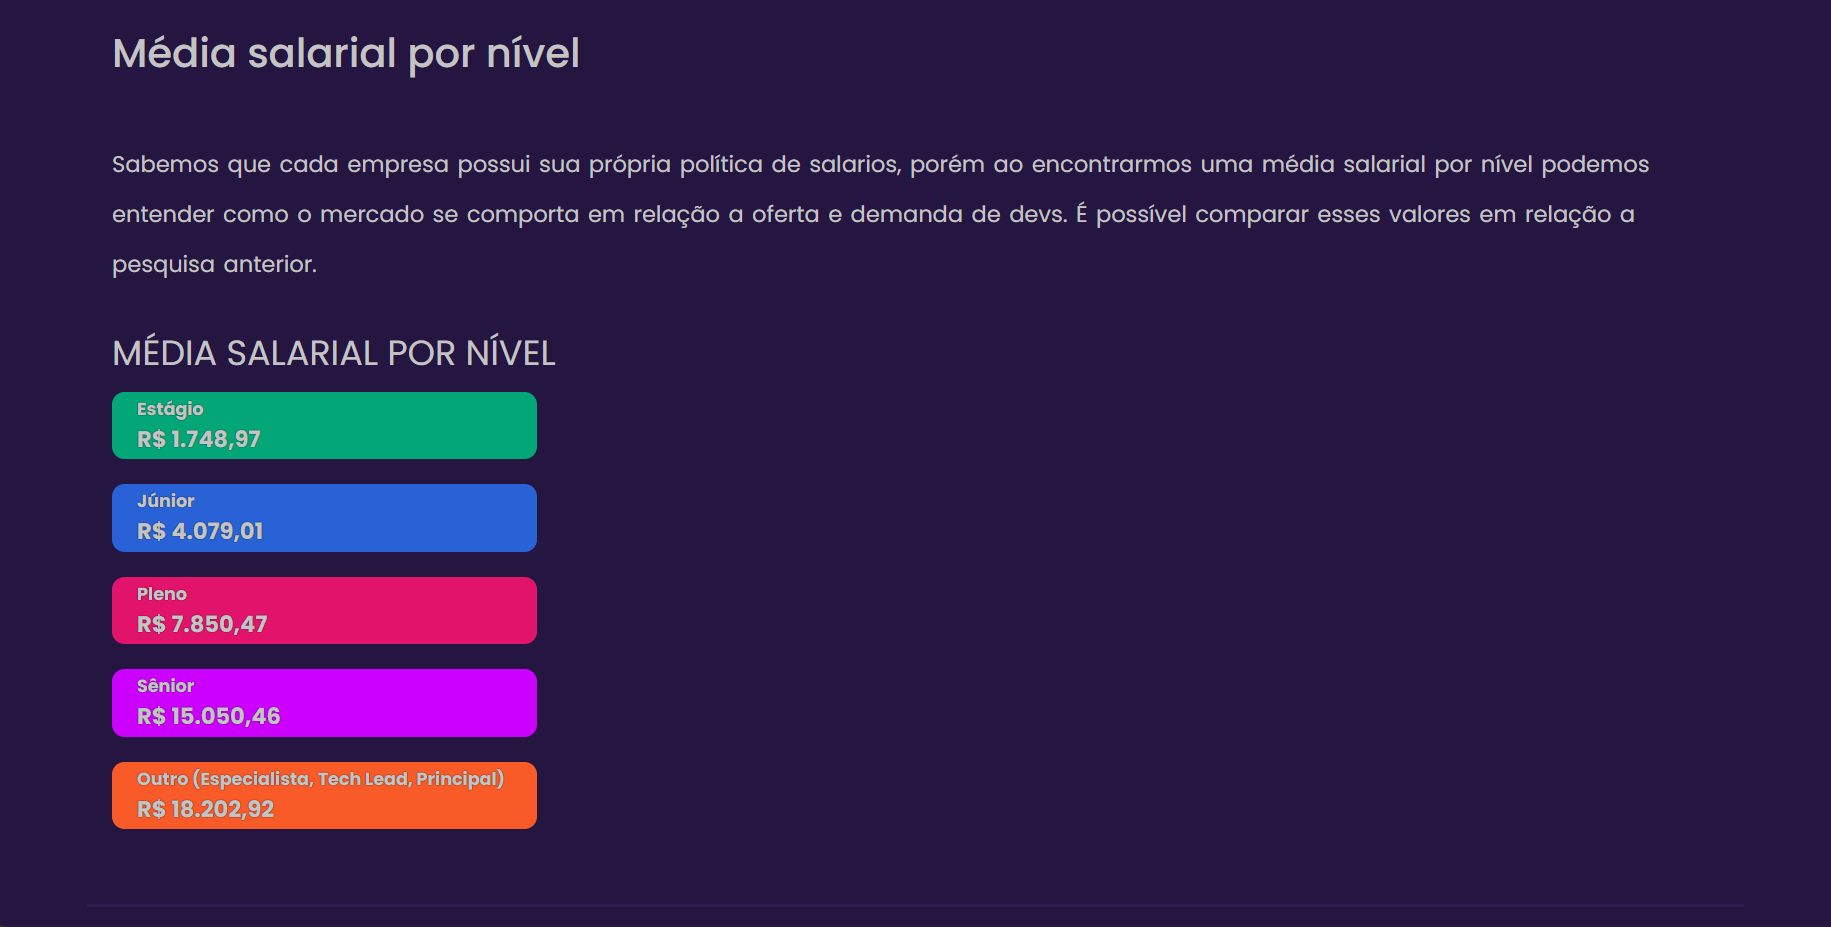 Média salarial por nível
Sabemos que cada empresa possui sua própria política de salarios, porém ao encontrarmos uma média salarial por nível podemos
entender como o mercado se comporta em relação a oferta e demanda de devs. É possível comparar esses valores em relação a
pesquisa anterior.
MÉDIA SALARIAL POR NÍVEL
Estágio
R$ 1.748,97
Júnior
R$ 4.079,01
Pleno
R$ 7.850,47
Sênior
R$ 15.050,46
Outro (Especialista, Tech Lead, Principal)
R$ 18.202,92